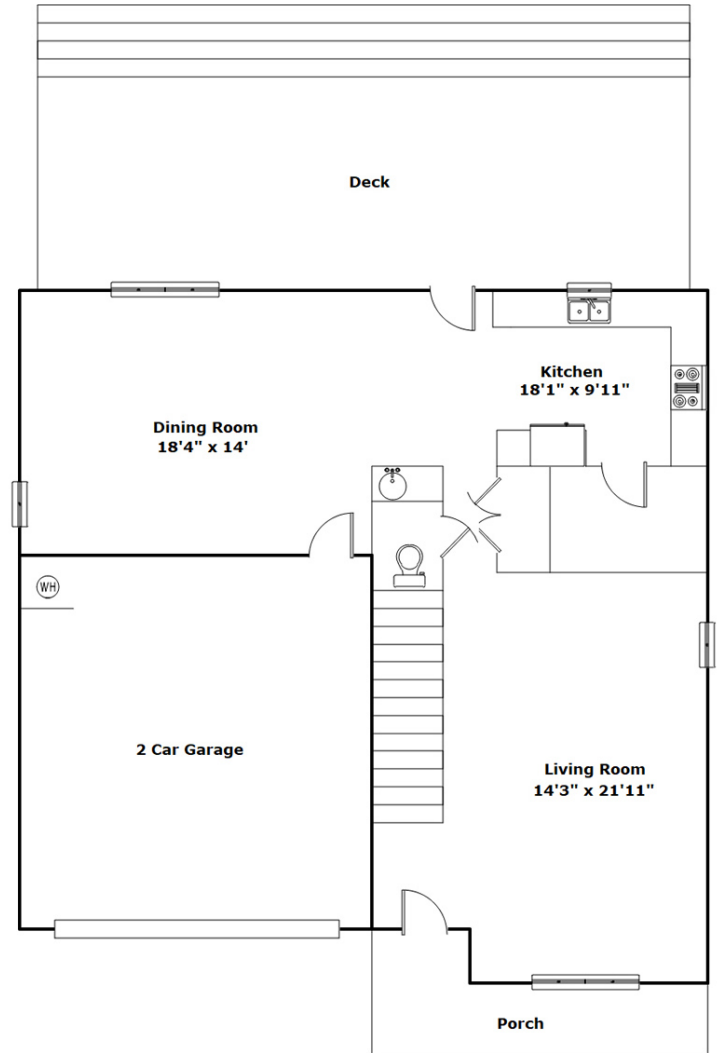 Deck
Kitchen
18'1" x 9'11"
Dining Room
18'4" x 14'
WH
2 Car Garage
Living Room
14'3" x 21'11"
Porch